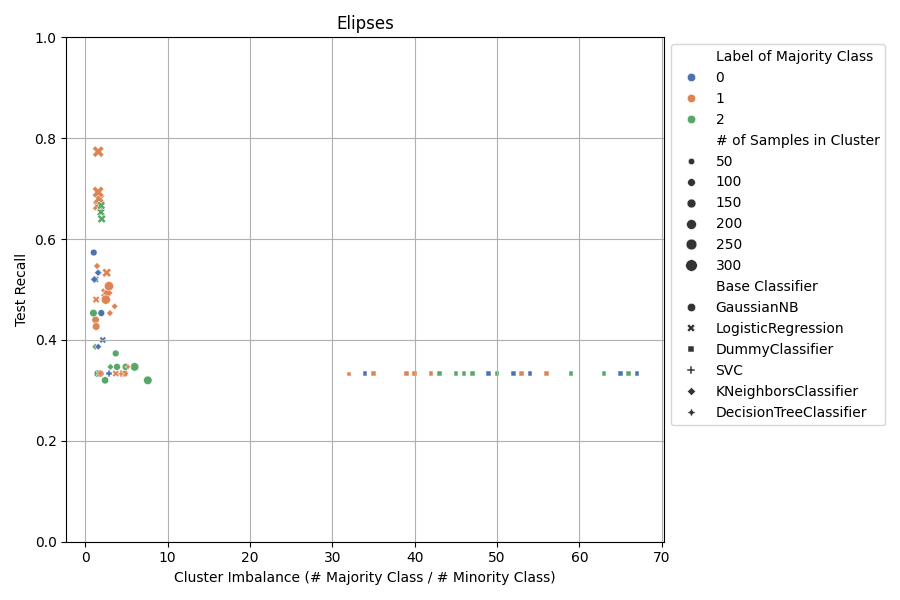 Elipses
Test Recall
1.0
0.8
0.6
0.4
0.2
0.0
0 10 20 30 40 50 60 70
Cluster Imbalance (# Majority Class / # Minority Class)
Label of Majority Class
0
1
2
# of Samples in Cluster
50
100
150
200
250
300
Base Classifier
GaussianNB
LogisticRegression
DummyClassifier
SVC
KNeighborsClassifier
DecisionTreeClassifier